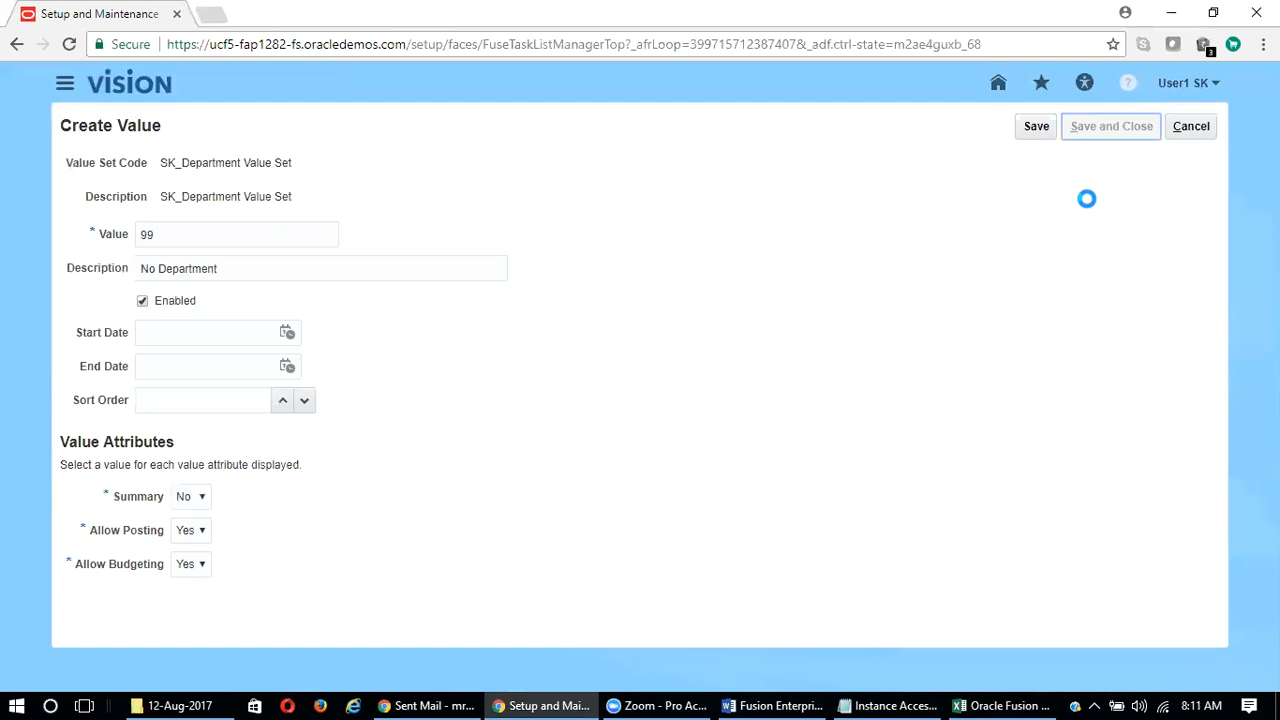 Setup and Maintenance
Secure
https://ucf5-fap1282-fs.oracledemos.com/setup/faces/FuseTaskListManagerTop?_afrLoop=399715712387407&_adf.ctrl-state=m2ae4guxb_68
3
VISION
User1 SK
Create Value
Save
Save and Close
Cancel
Value Set Code SK_Department Value Set
Description SK_Department Value Set
* Value 99
Description No Department
Enabled
Start Date
End Date
Sort Order
Value Attributes
Select a value for each value attribute displayed.
* Summary No
* Allow Posting Yes
* Allow Budgeting Yes
12-Aug-2017
Sent Mail - mr...
Setup and Mai...
Zoom - Pro Ac...
Fusion Enterpri...
Instance Acces...
Oracle Fusion ...
8:11 AM